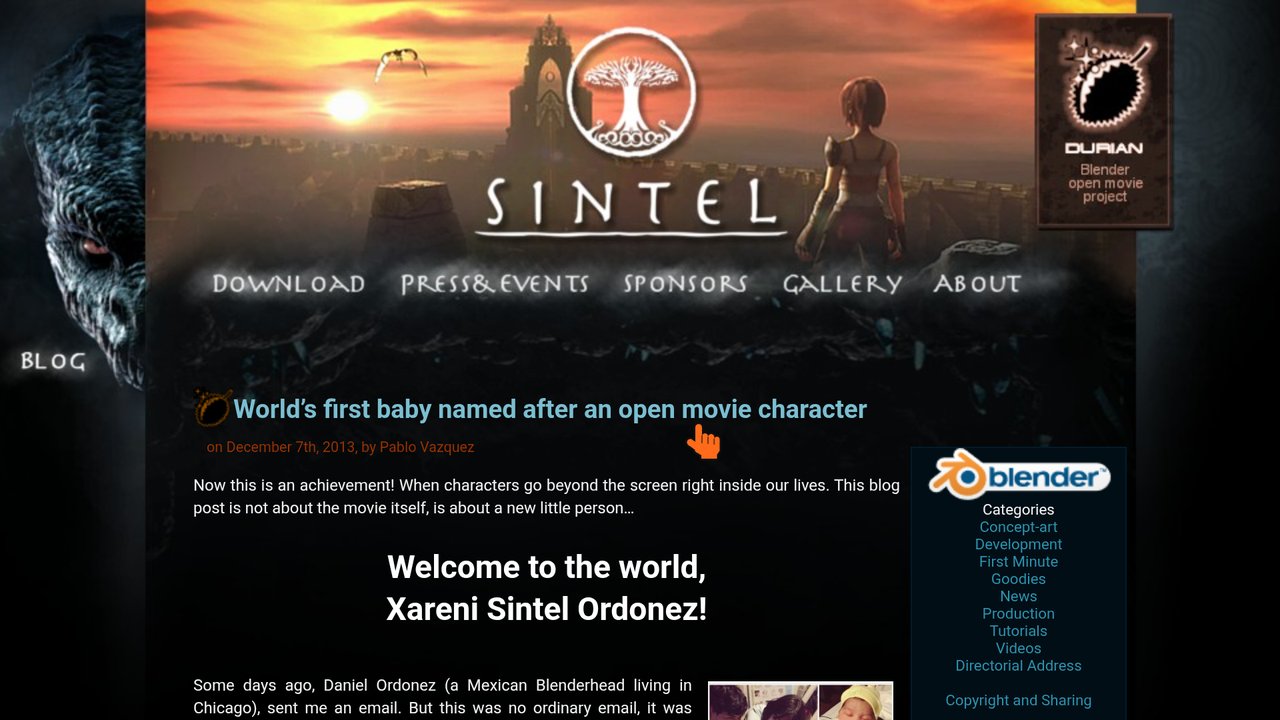 SINTEL
DURIAN
Blender
open movie
project
DOWNLOAD PRESS&EVENTS SPONSORS GALLERY ABOUT
BLOG
World’s first baby named after an open movie character
on December 7th, 2013, by Pablo Vazquez
Now this is an achievement! When characters go beyond the screen right inside our lives. This blog
post is not about the movie itself, is about a new little person…
Welcome to the world,
Xareni Sintel Ordonez!
Some days ago, Daniel Ordonez (a Mexican Blenderhead living in
Chicago), sent me an email. But this was no ordinary email, it was
blender™
Categories
Concept-art
Development
First Minute
Goodies
News
Production
Tutorials
Videos
Directorial Address
Copyright and Sharing